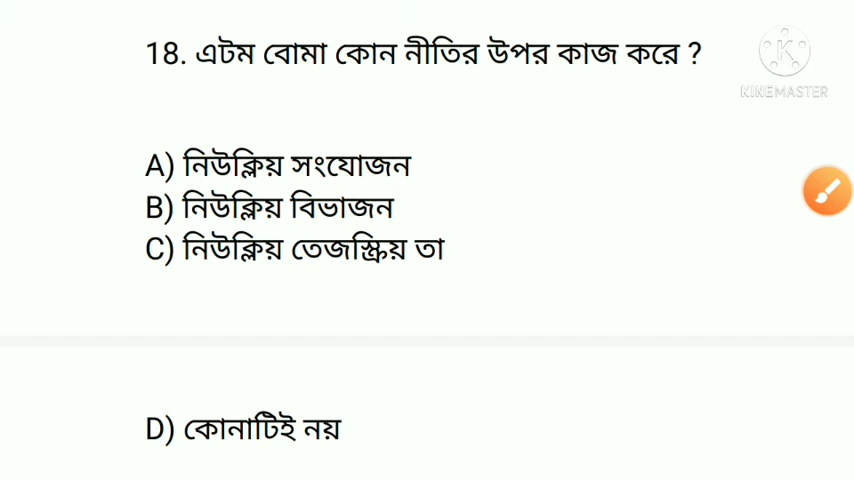 18. এটম বোমা কোন নীতির উপর কাজ করে ?
KINEMASTER
A) নিউক্লিয় সংযোজন
B) নিউক্লিয় বিভাজন
C) নিউক্লিয় তেজস্ক্রিয় তা
D) কোনাটিই নয়